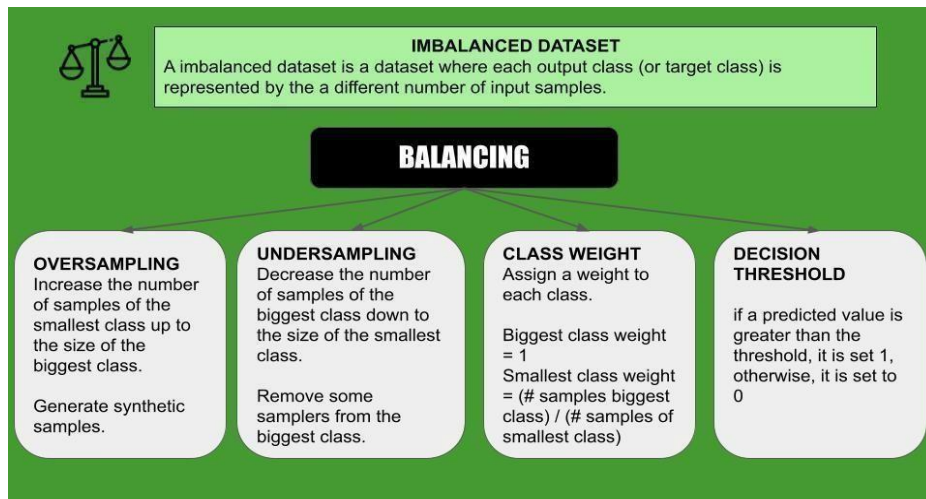 IMBALANCED DATASET
A imbalanced dataset is a dataset where each output class (or target class) is
represented by the a different number of input samples.
BALANCING
OVERSAMPLING
Increase the number
of samples of the
smallest class up to
the size of the
biggest class.
Generate synthetic
samples.
UNDERSAMPLING
Decrease the number
of samples of the
biggest class down to
the size of the smallest
class.
Remove some
samplers from the
biggest class.
CLASS WEIGHT
Assign a weight to
each class.
Biggest class weight
= 1
Smallest class weight
= (# samples biggest
class) / (# samples of
smallest class)
DECISION
THRESHOLD
if a predicted value is
greater than the
threshold, it is set 1,
otherwise, it is set to
0